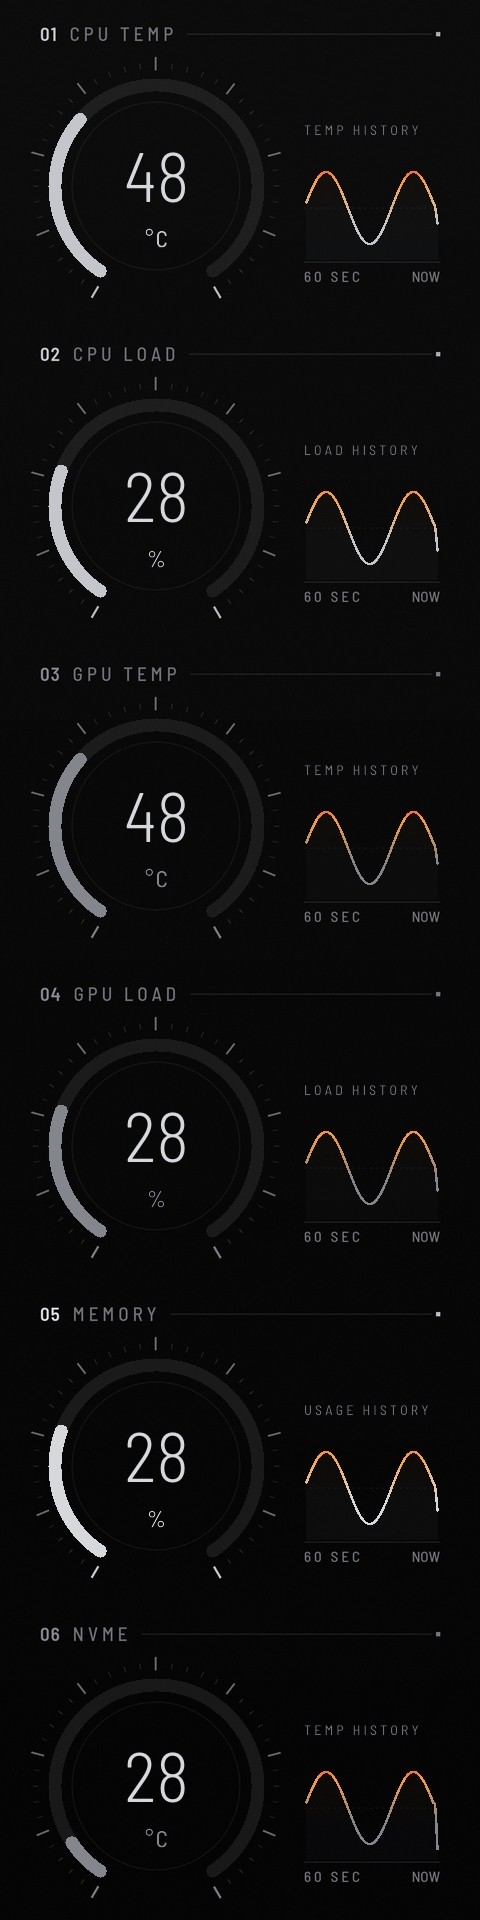 01 CPU TEMP
TEMP HISTORY
48
°C
60 SEC NOW
02 CPU LOAD
LOAD HISTORY
28
%
60 SEC NOW
03 GPU TEMP
TEMP HISTORY
48
°C
60 SEC NOW
04 GPU LOAD
LOAD HISTORY
28
%
60 SEC NOW
05 MEMORY
USAGE HISTORY
28
%
60 SEC NOW
06 NVME
TEMP HISTORY
28
°C
60 SEC NOW